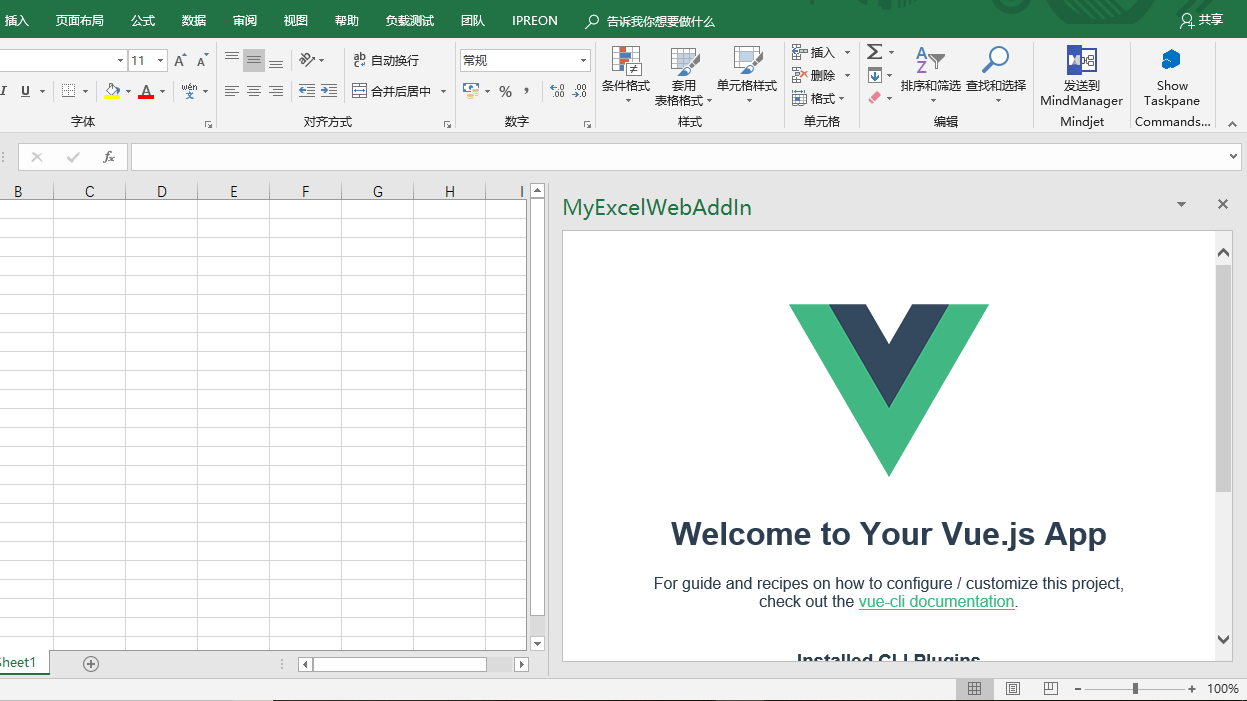 插入 页面布局 公式 数据 审阅 视图 帮助 负载测试 团队 IPREON 告诉我你想要做什么 共享
11 A A ab 自动换行 常规 条件格式 套用 表格格式 单元格样式 插入 删除 格式 Σ 排序和筛选 查找和选择 发送到 MindManager Show Taskpane
I U A wén 变 合并后居中 % , .00 .0
字体 对齐方式 数字 样式 单元格 编辑 Mindjet Commands...
fx
B C D E F G H I
MyExcelWebAddIn
Welcome to Your Vue.js App
For guide and recipes on how to configure / customize this project,
check out the vue-cli documentation.
Installed CLI Plugins
Sheet1
100%